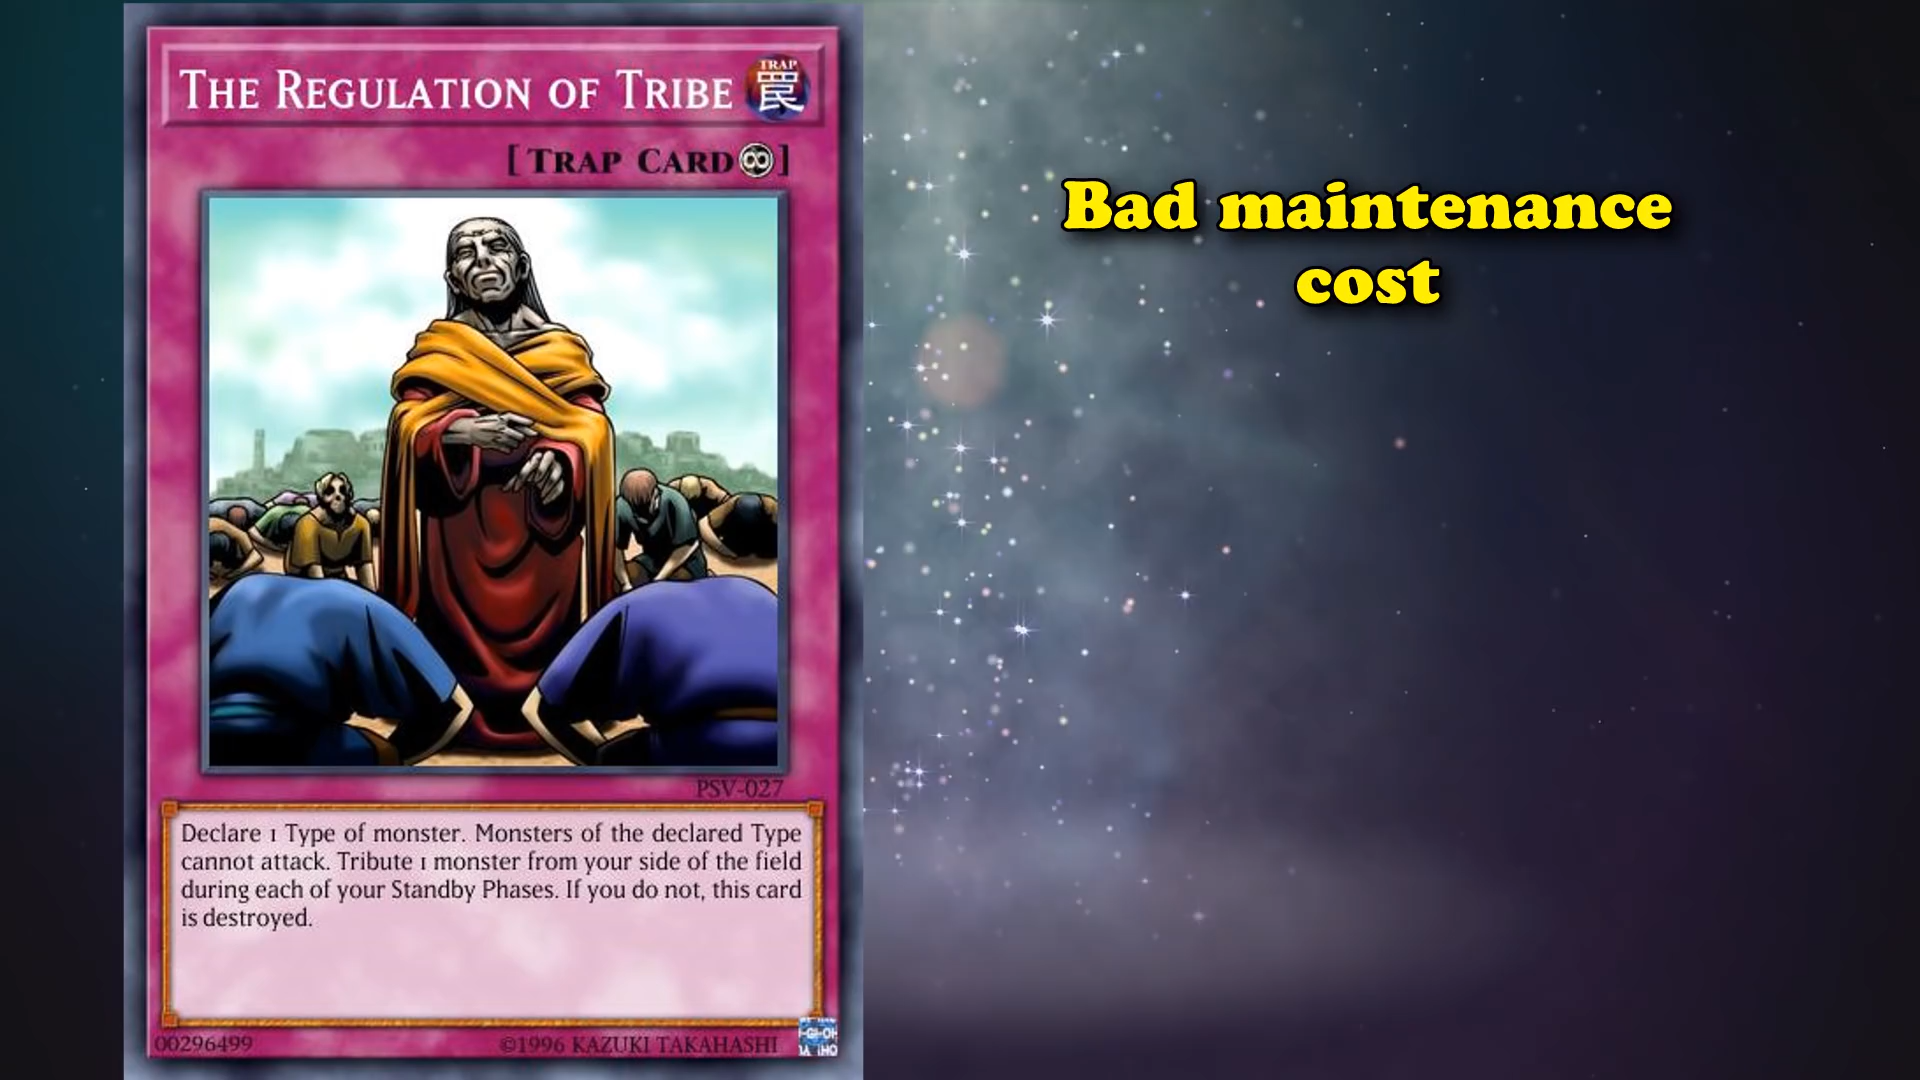 THE REGULATION OF TRIBE
TRAP
罠
[TRAP CARD]
Bad maintenance
cost
PSV-027
Declare 1 Type of monster. Monsters of the declared Type
cannot attack. Tribute 1 monster from your side of the field
during each of your Standby Phases. If you do not, this card
is destroyed.
00296499
©1996 KAZUKI TAKAHASHI